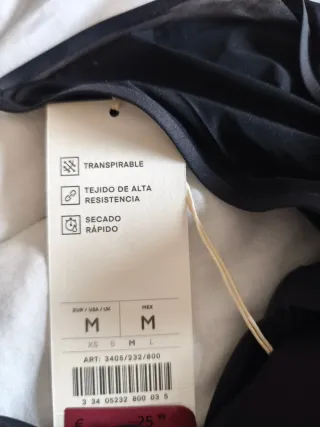 TRANSPIRABLE
TEJIDO DE ALTA
RESISTENCIA
SECADO
RÁPIDO
EUR / USA / UK MEX
M M
XS S M L
ART: 3405/232/800
3 34 05232 800 03 5
€ 25